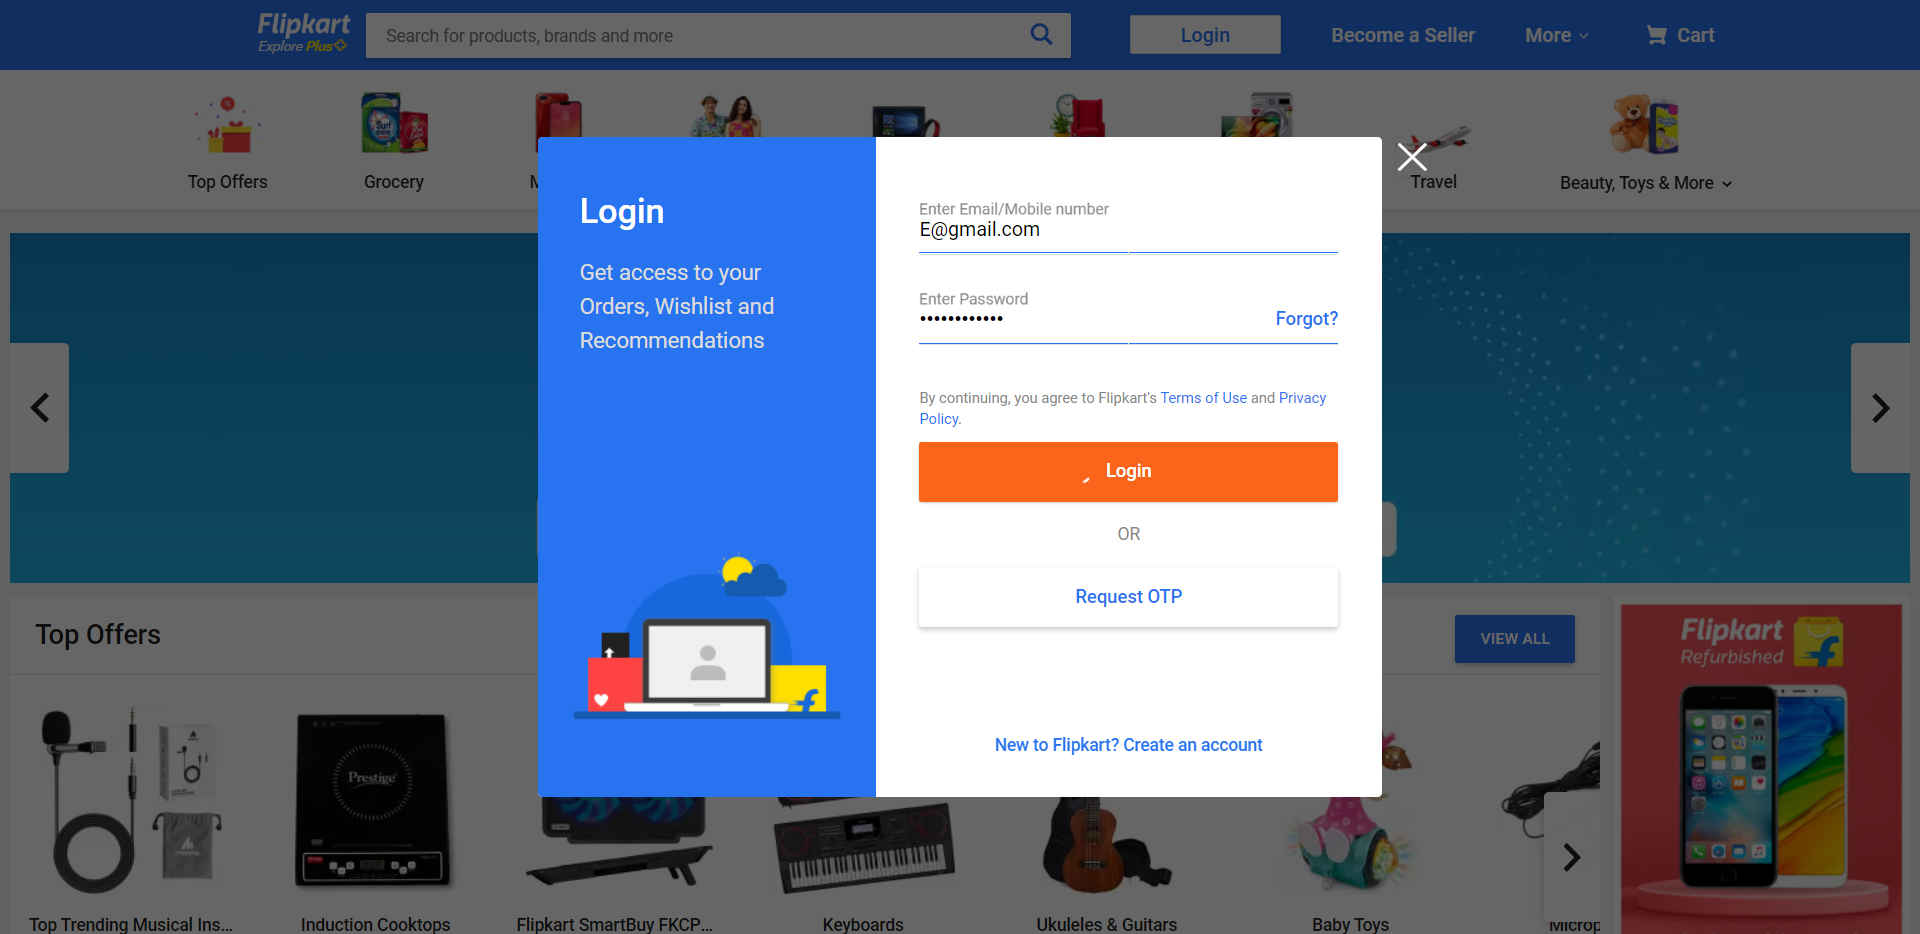 Flipkart
Explore Plus
Search for products, brands and more
Login
Become a Seller
More
Cart
Top Offers
Grocery
Travel
Beauty, Toys & More
Login
Get access to your
Orders, Wishlist and
Recommendations
Enter Email/Mobile number
E@gmail.com
Enter Password
••••••••••••
Forgot?
By continuing, you agree to Flipkart's Terms of Use and Privacy
Policy.
Login
OR
Request OTP
New to Flipkart? Create an account
Top Offers
VIEW ALL
Flipkart
Refurbished
Surf
Prestige
Top Trending Musical Ins...
Induction Cooktops
Flipkart SmartBuy FKCP...
Keyboards
Ukuleles & Guitars
Baby Toys